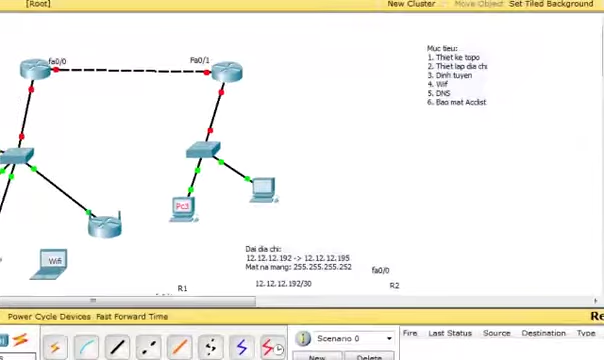 [Root]
New Cluster
Move Object
Set Tiled Background
Muc tieu:
1. Thiet ke topo
2. Thiet lap dia chi
3. Dinh tuyen
4. Wif
5. DNS
6. Bao mat Acclist
fa0/0
Fa0/1
Pc3
Wifi
Dai dia chi:
12.12.12.192 -> 12.12.12.195
Mat na mang: 255.255.255.252
fa0/0
12.12.12.192/30
R1
R2
Power Cycle Devices
Fast Forward Time
Scenario 0
Fire
Last Status
Source
Destination
New
Delete